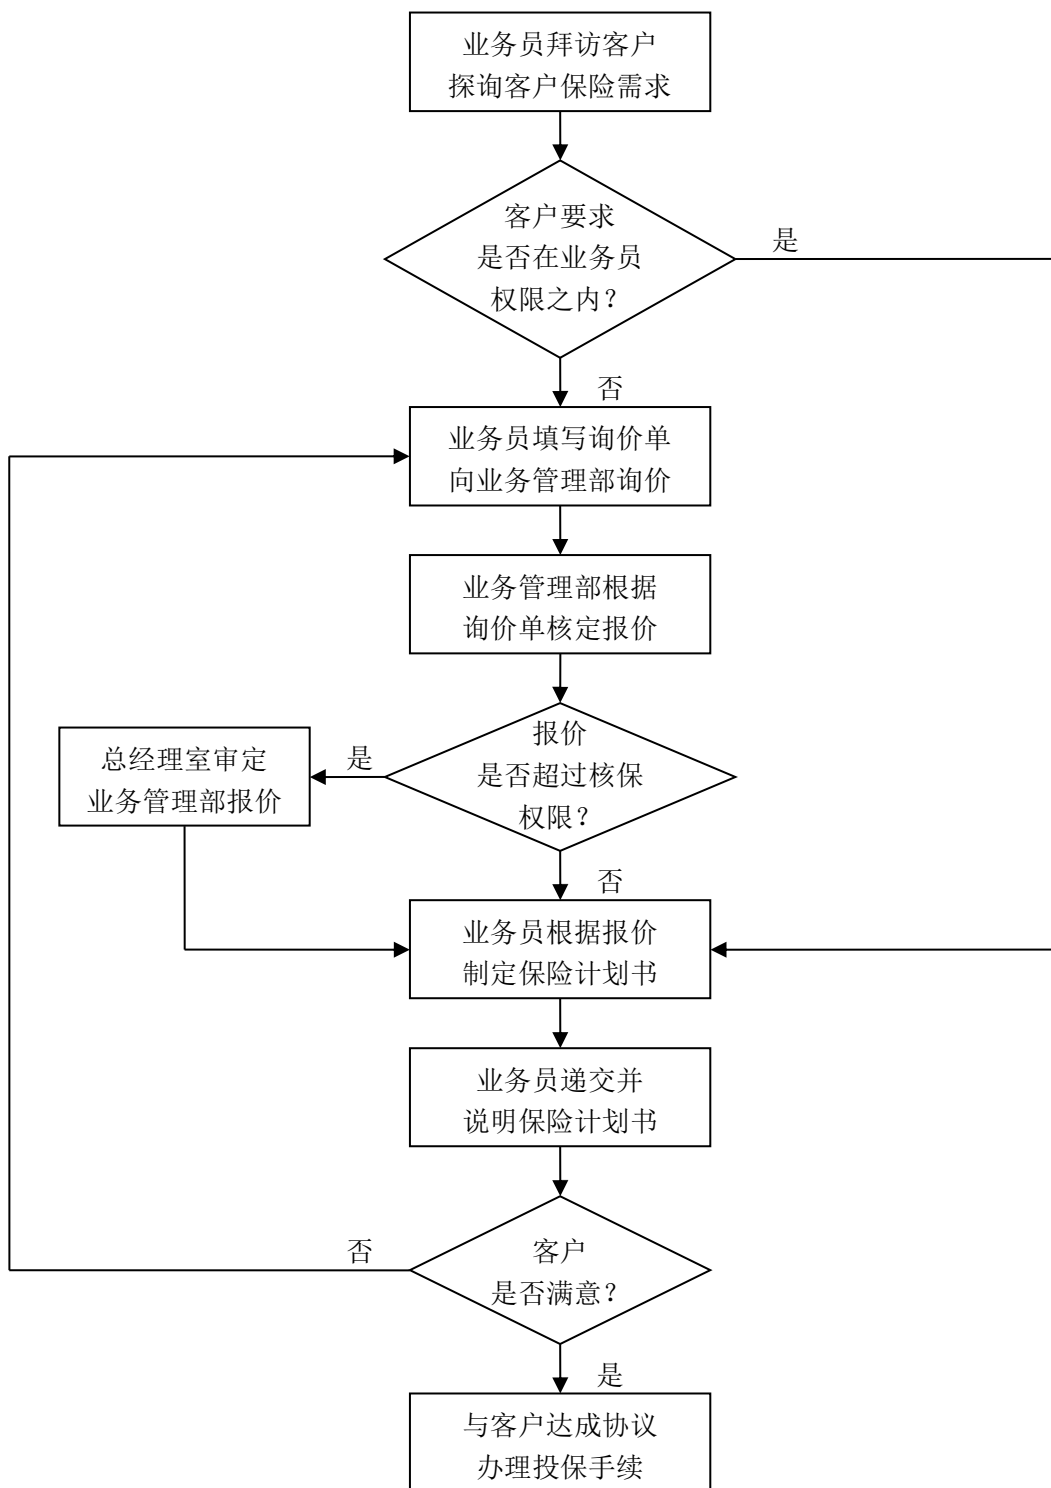 业务员拜访客户
探询客户保险需求
客户要求
是否在业务员
权限之内?
是
否
业务员填写询价单
向业务管理部询价
业务管理部根据
询价单核定报价
报价
是否超过核保
权限?
是
总经理室审定
业务管理部报价
否
业务员根据报价
制定保险计划书
业务员递交并
说明保险计划书
客户
是否满意?
否
是
与客户达成协议
办理投保手续